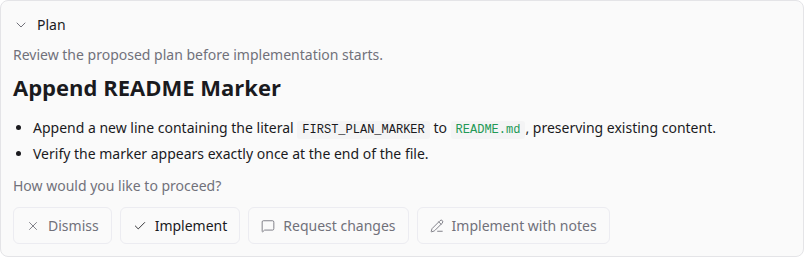 Plan
Review the proposed plan before implementation starts.
Append README Marker
• Append a new line containing the literal FIRST_PLAN_MARKER to README.md, preserving existing content.
• Verify the marker appears exactly once at the end of the file.
How would you like to proceed?
Dismiss Implement Request changes Implement with notes